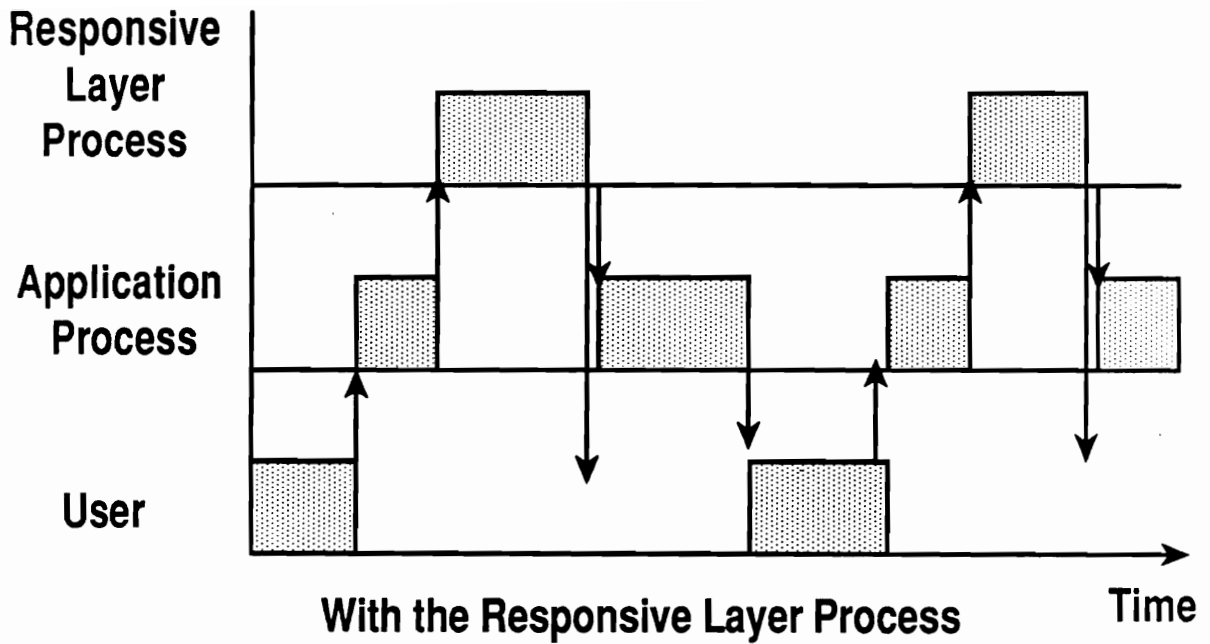 Responsive
Layer
Process
Application
Process
User
Time
With the Responsive Layer Process